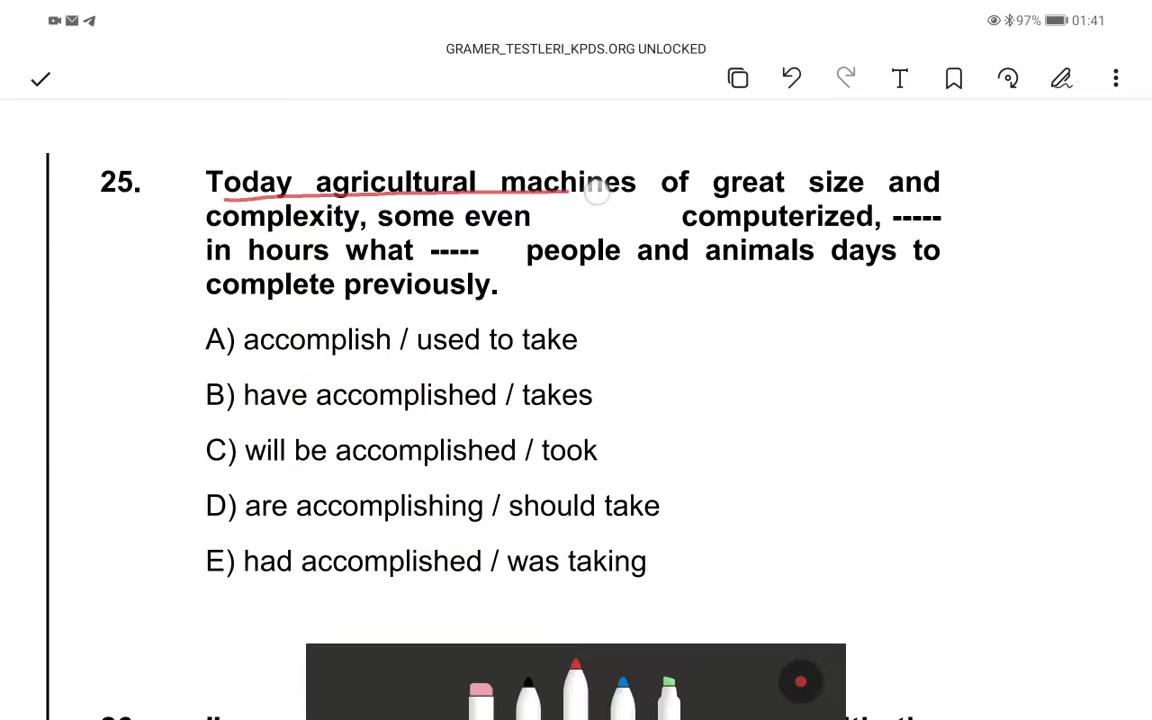 97% 01:41
GRAMER_TESTLERI_KPDS.ORG UNLOCKED
25. Today agricultural machines of great size and
complexity, some even computerized, -----
in hours what ----- people and animals days to
complete previously.
A) accomplish / used to take
B) have accomplished / takes
C) will be accomplished / took
D) are accomplishing / should take
E) had accomplished / was taking